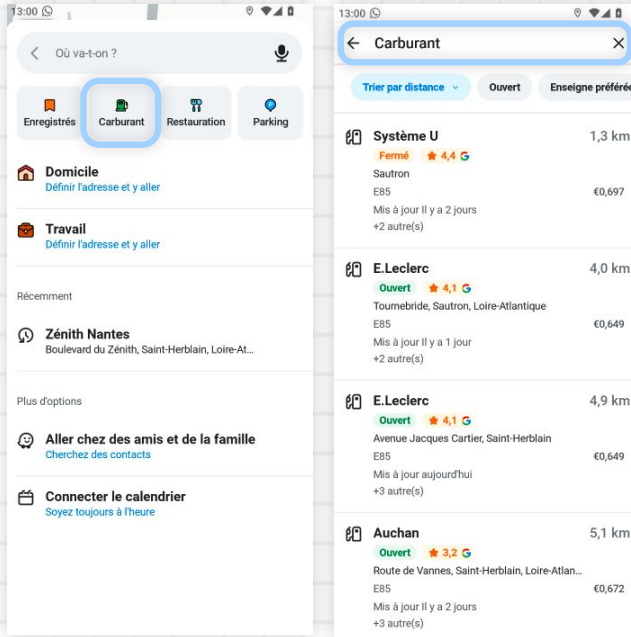 13:00
Où va-t-on ?
Enregistrés
Carburant
Restauration
Parking
Domicile
Définir l'adresse et y aller
Travail
Définir l'adresse et y aller
Récemment
Zénith Nantes
Boulevard du Zénith, Saint-Herblain, Loire-At...
Plus d'options
Aller chez des amis et de la famille
Cherchez des contacts
Connecter le calendrier
Soyez toujours à l'heure
13:00
Carburant
Trier par distance
Ouvert
Enseigne préférée
Système U 1,3 km
Fermé 4,4 G
Sautron
E85 €0,697
Mis à jour Il y a 2 jours
+2 autre(s)
E.Leclerc 4,0 km
Ouvert 4,1 G
Tournebride, Sautron, Loire-Atlantique
E85 €0,649
Mis à jour Il y a 1 jour
+2 autre(s)
E.Leclerc 4,9 km
Ouvert 4,1 G
Avenue Jacques Cartier, Saint-Herblain
E85 €0,649
Mis à jour aujourd'hui
+3 autre(s)
Auchan 5,1 km
Ouvert 3,2 G
Route de Vannes, Saint-Herblain, Loire-Atlan...
E85 €0,672
Mis à jour Il y a 2 jours
+3 autre(s)